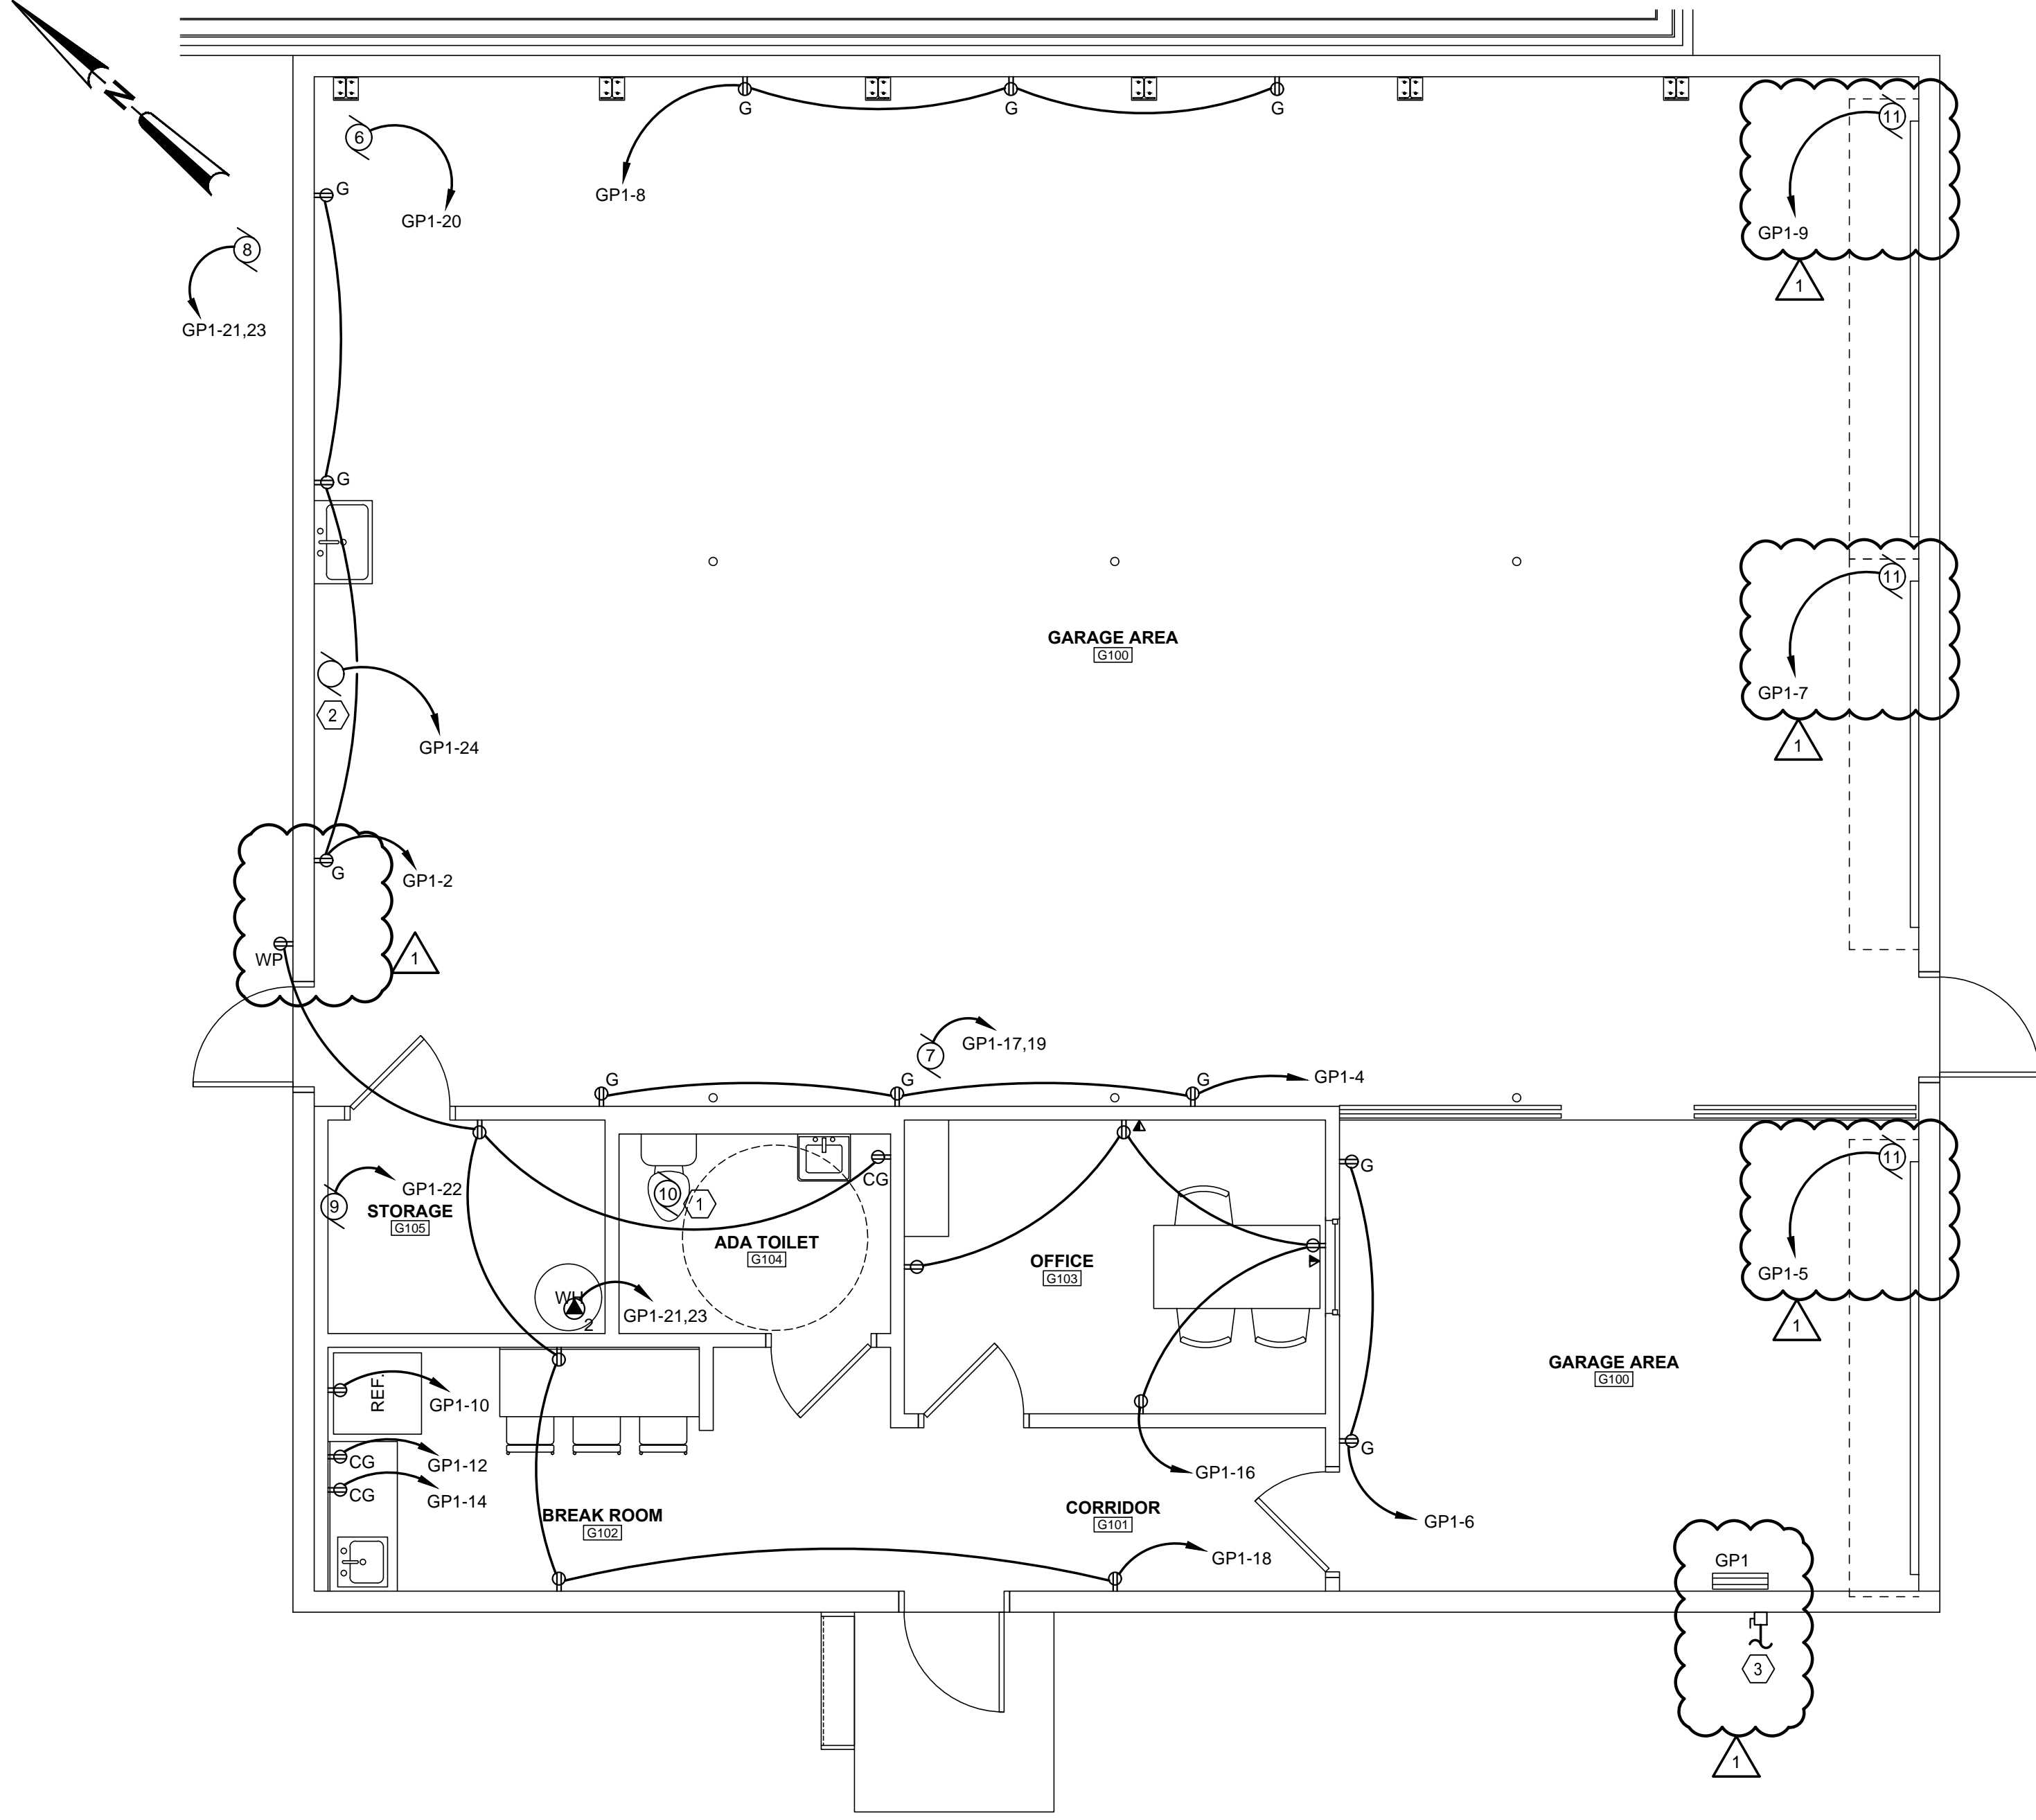 N
G
G
G
11
6
G
GP1-8
GP1-20
GP1-9
8
1
GP1-21,23
G
11
GARAGE AREA
G100
2
GP1-7
GP1-24
1
G
GP1-2
WP
1
7
GP1-17,19
G
G
G
GP1-4
11
G
CG
GP1-22
9
10
1
STORAGE
G105
ADA TOILET
G104
OFFICE
G103
GP1-5
WH
2
GP1-21,23
1
GARAGE AREA
G100
REF.
GP1-10
G
CG
GP1-12
GP1-16
CG
GP1-14
BREAK ROOM
G102
CORRIDOR
G101
GP1-6
GP1-18
GP1
3
1